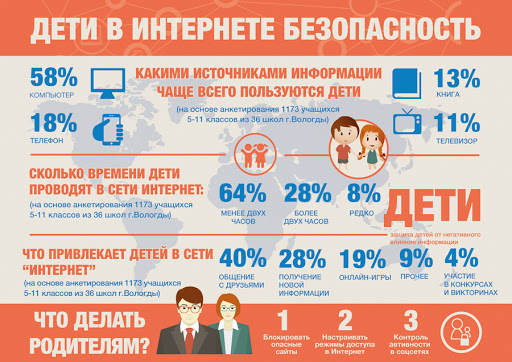 ДЕТИ В ИНТЕРНЕТЕ БЕЗОПАСНОСТЬ
58%
КОМПЬЮТЕР
18%
ТЕЛЕФОН
КАКИМИ ИСТОЧНИКАМИ ИНФОРМАЦИИ
ЧАЩЕ ВСЕГО ПОЛЬЗУЮТСЯ ДЕТИ
(на основе анкетирования 1173 учащихся
5-11 классов из 36 школ г.Вологды)
13%
КНИГА
11%
ТЕЛЕВИЗОР
СКОЛЬКО ВРЕМЕНИ ДЕТИ
ПРОВОДЯТ В СЕТИ ИНТЕРНЕТ:
(на основе анкетирования 1173 учащихся
5-11 классов из 36 школ г.Вологды)
64%
МЕНЕЕ ДВУХ
ЧАСОВ
28%
БОЛЕЕ
ДВУХ ЧАСОВ
8%
РЕДКО
ДЕТИ
защита детей от негативного
влияния информации
ЧТО ПРИВЛЕКАЕТ ДЕТЕЙ В СЕТИ
"ИНТЕРНЕТ"
(на основе анкетирования 1173 учащихся
5-11 классов из 36 школ г.Вологды)
40%
ОБЩЕНИЕ
С ДРУЗЬЯМИ
28%
ПОЛУЧЕНИЕ
НОВОЙ
ИНФОРМАЦИИ
19%
ОНЛАЙН-ИГРЫ
9%
ПРОЧЕЕ
4%
УЧАСТИЕ
В КОНКУРСАХ
И ВИКТОРИНАХ
ЧТО ДЕЛАТЬ
РОДИТЕЛЯМ?
1
Блокировать
опасные
сайты
2
Настраивать
режимы доступа
в Интернет
3
Контроль
активности
в соцсетях